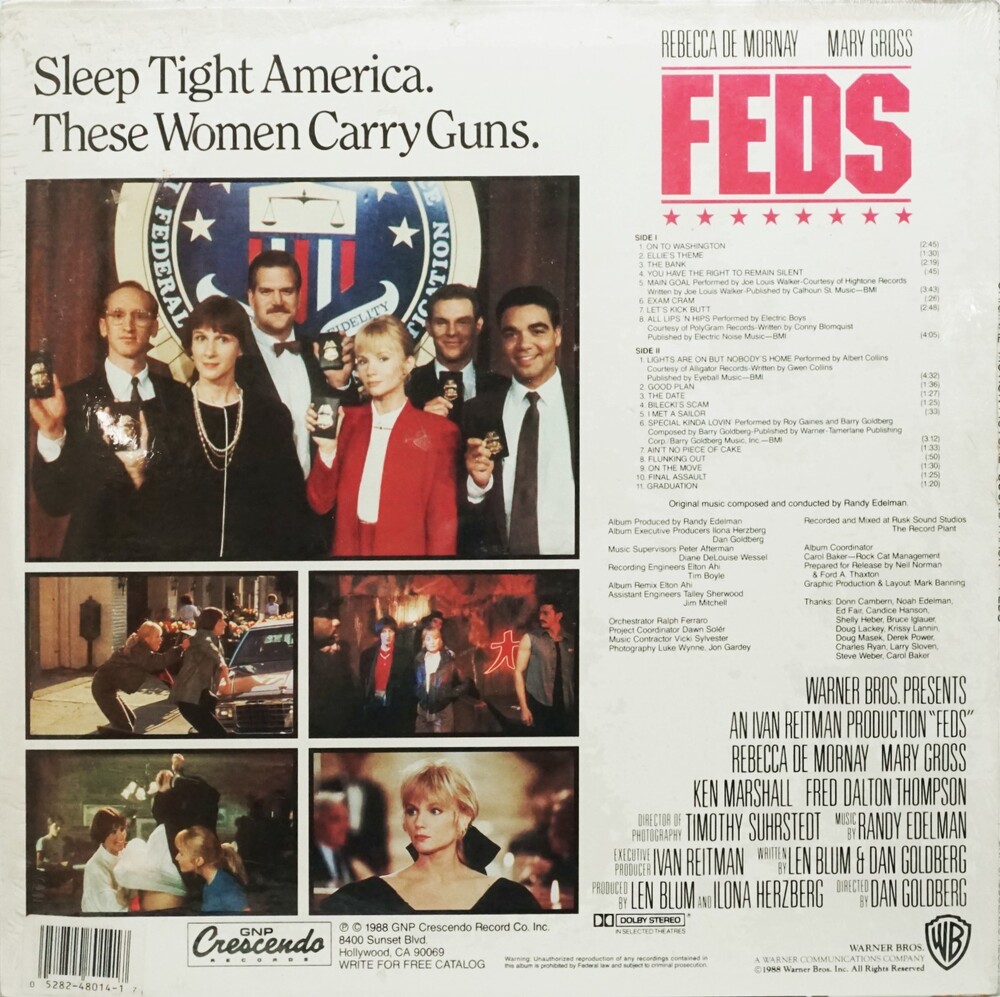 Sleep Tight America.
These Women Carry Guns.
REBECCA DE MORNAY MARY GROSS
FEDS
FEDERAL
FIDELITY
SIDE I
1. ON TO WASHINGTON (2:45)
2. ELLIE'S THEME (1:30)
3. THE BANK (2:19)
4. YOU HAVE THE RIGHT TO REMAIN SILENT (:45)
5. MAIN GOAL Performed by Joe Louis Walker-Courtesy of Hightone Records
Written by Joe Louis Walker-Published by Calhoun St. Music—BMI (3:43)
6. EXAM CRAM (:26)
7. LET'S KICK BUTT (2:48)
8. ALL LIPS 'N HIPS Performed by Electric Boys
Courtesy of PolyGram Records-Written by Conny Blomquist
Published by Electric Noise Music—BMI (4:05)
SIDE II
1. LIGHTS ARE ON BUT NOBODY'S HOME Performed by Albert Collins
Courtesy of Alligator Records-Written by Gwen Collins
Published by Eyeball Music—BMI (4:32)
2. GOOD PLAN (1:36)
3. THE DATE (1:27)
4. BILECKI'S SCAM (1:25)
5. I MET A SAILOR (:33)
6. SPECIAL KINDA LOVIN' Performed by Roy Gaines and Barry Goldberg
Composed by Barry Goldberg-Published by Warner-Tamerlane Publishing
Corp./Barry Goldberg Music, Inc.—BMI (3:12)
7. AIN'T NO PIECE OF CAKE (1:33)
8. FLUNKING OUT (:50)
9. ON THE MOVE (1:30)
10. FINAL ASSAULT (1:25)
11. GRADUATION (1:20)
Original music composed and conducted by Randy Edelman
Album Produced by Randy Edelman
Album Executive Producers Ilona Herzberg
Dan Goldberg
Music Supervisors Peter Afterman
Diane DeLouise Wessel
Recording Engineers Elton Ahi
Tim Boyle
Album Remix Elton Ahi
Assistant Engineers Talley Sherwood
Jim Mitchell
Orchestrator Ralph Ferraro
Project Coordinator Dawn Solér
Music Contractor Vicki Sylvester
Photography Luke Wynne, Jon Gardey
Recorded and Mixed at Rusk Sound Studios
The Record Plant
Album Coordinator
Carol Baker—Rock Cat Management
Prepared for Release by Neil Norman
& Ford A. Thaxton
Graphic Production & Layout: Mark Banning
Thanks: Donn Cambern, Noah Edelman,
Ed Fair, Candice Hanson,
Shelly Heber, Bruce Iglauer,
Doug Lackey, Krissy Lannin,
Doug Masek, Derek Power,
Charles Ryan, Larry Sloven,
Steve Weber, Carol Baker
WARNER BROS. PRESENTS
AN IVAN REITMAN PRODUCTION "FEDS"
REBECCA DE MORNAY MARY GROSS
KEN MARSHALL FRED DALTON THOMPSON
DIRECTOR OF PHOTOGRAPHY TIMOTHY SUHRSTEDT MUSIC BY RANDY EDELMAN
EXECUTIVE PRODUCER IVAN REITMAN WRITTEN BY LEN BLUM & DAN GOLDBERG
PRODUCED BY LEN BLUM AND ILONA HERZBERG DIRECTED BY DAN GOLDBERG
DOLBY STEREO ®
IN SELECTED THEATRES
0 5282-48014-1 7
GNP
Crescendo
RECORDS
℗ © 1988 GNP Crescendo Record Co. Inc.
8400 Sunset Blvd.
Hollywood, CA 90069
WRITE FOR FREE CATALOG
Warning: Unauthorized reproduction of any recordings contained in
this album is prohibited by Federal law and subject to criminal prosecution.
WARNER BROS.
A WARNER COMMUNICATIONS COMPANY
©1988 Warner Bros. Inc. All Rights Reserved
WB